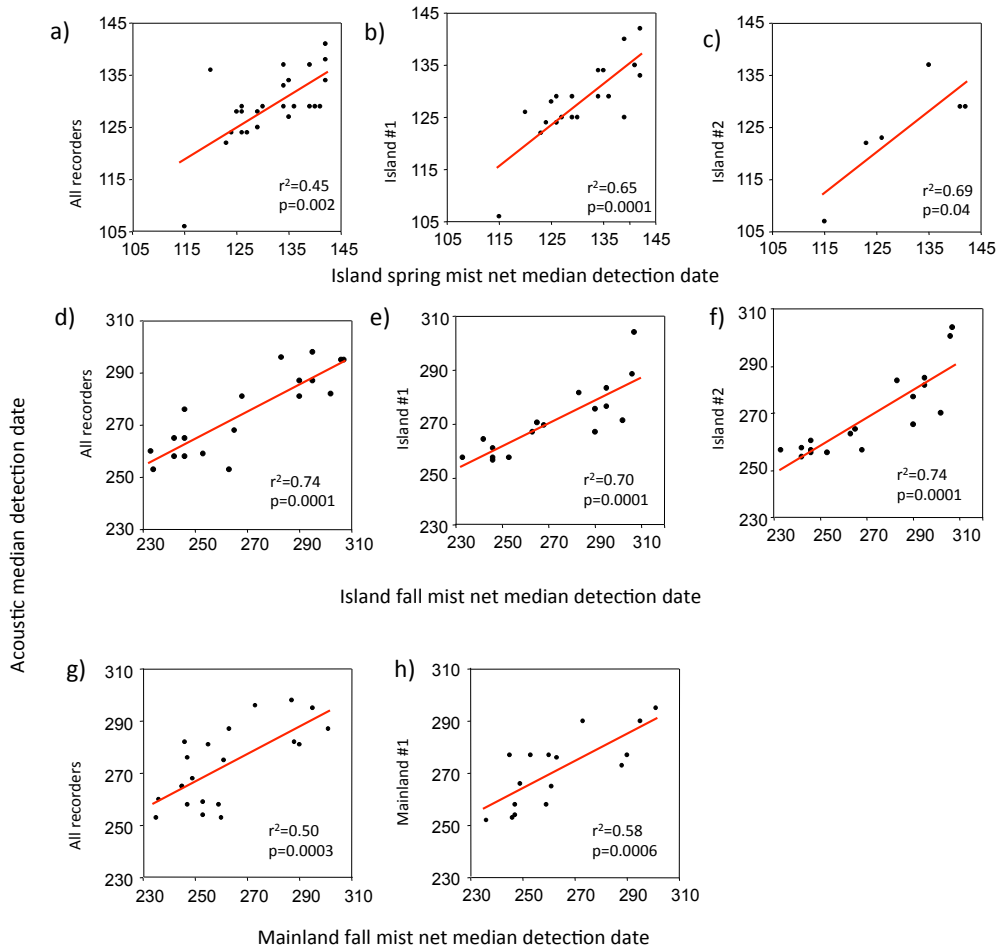 a)
All recorders
145
135
125
115
105
105
125
135
145
r²=0.45
p=0.002
b)
Island #1
145
135
125
115
105
105
115
125
135
145
r²=0.65
p=0.0001
c)
Island #2
145
135
125
115
105
105
115
125
135
145
r²=0.69
p=0.04
Island spring mist net median detection date
d)
All recorders
310
290
270
250
230
230
250
270
290
310
r²=0.74
p=0.0001
e)
Island #1
310
290
270
250
230
230
250
270
290
310
r²=0.70
p=0.0001
f)
Island #2
310
290
270
250
230
230
250
270
290
310
r²=0.74
p=0.0001
Island fall mist net median detection date
Acoustic median detection date
g)
All recorders
310
290
270
250
230
230
250
270
290
310
r²=0.50
p=0.0003
h)
Mainland #1
310
290
270
250
230
230
250
270
290
310
r²=0.58
p=0.0006
Mainland fall mist net median detection date